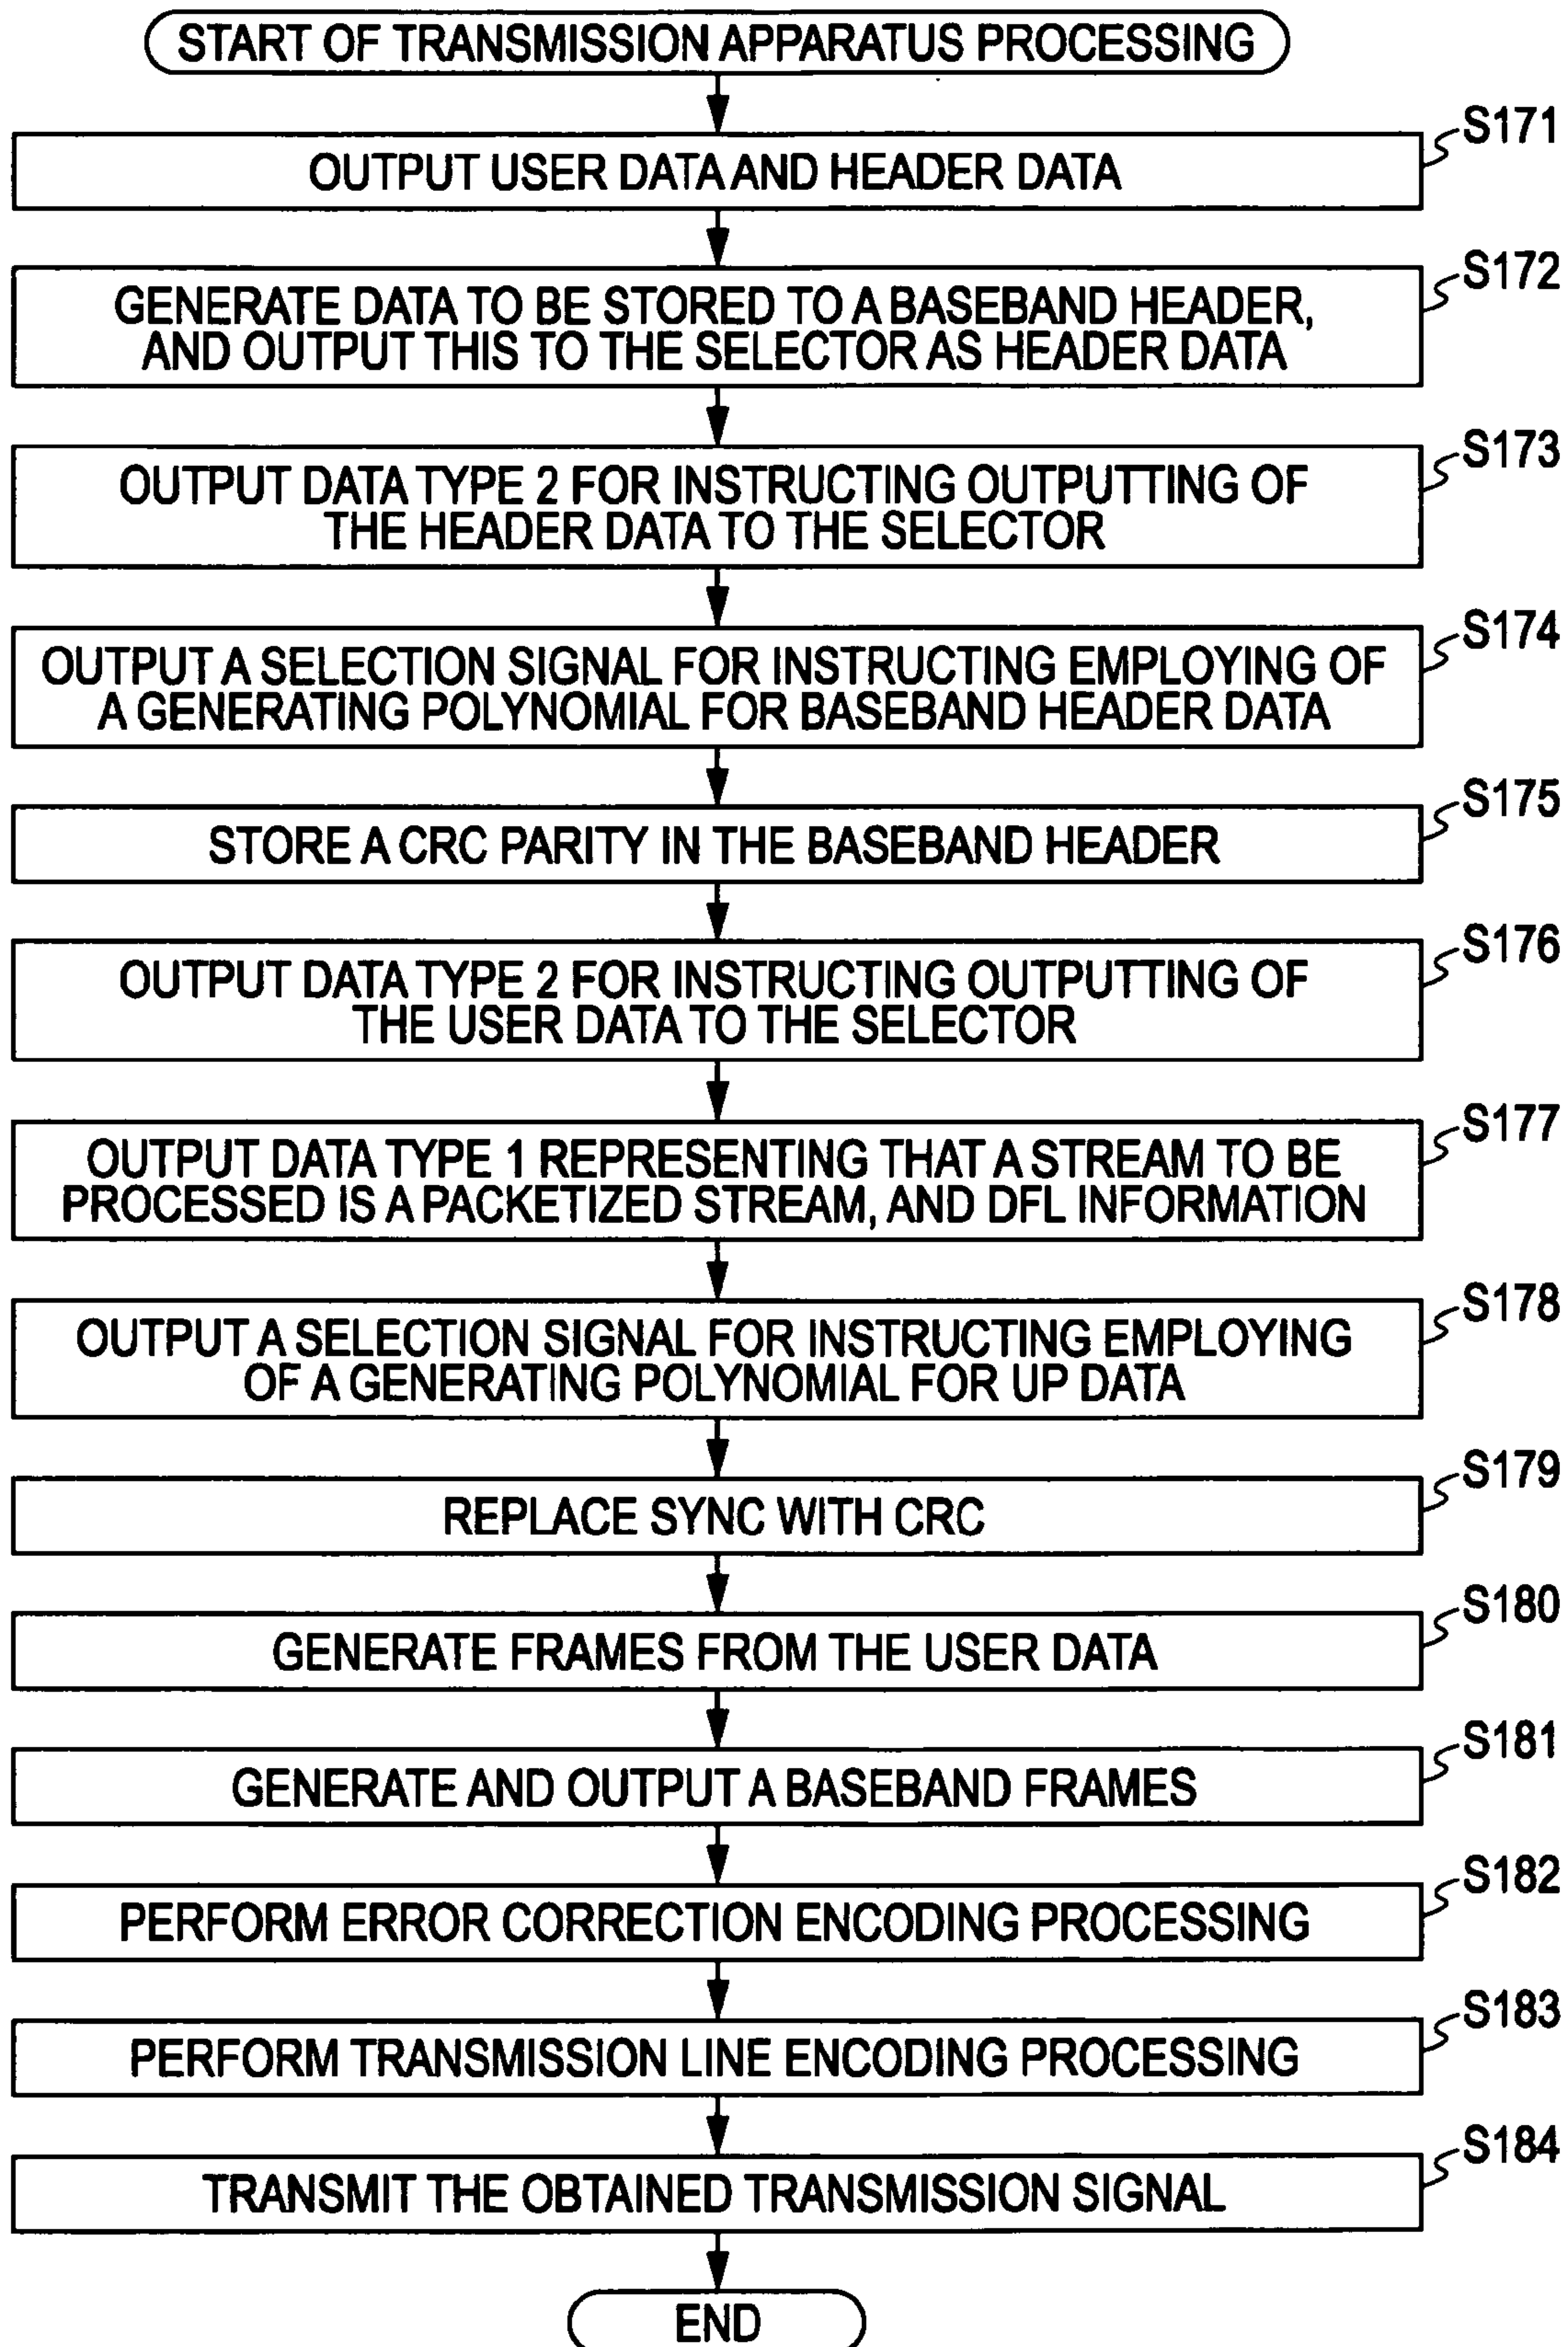 START OF TRANSMISSION APPARATUS PROCESSING
S171
OUTPUT USER DATA AND HEADER DATA
S172
GENERATE DATA TO BE STORED TO A BASEBAND HEADER,
AND OUTPUT THIS TO THE SELECTOR AS HEADER DATA
S173
OUTPUT DATA TYPE 2 FOR INSTRUCTING OUTPUTTING OF
THE HEADER DATA TO THE SELECTOR
S174
OUTPUT A SELECTION SIGNAL FOR INSTRUCTING EMPLOYING OF
A GENERATING POLYNOMIAL FOR BASEBAND HEADER DATA
S175
STORE A CRC PARITY IN THE BASEBAND HEADER
S176
OUTPUT DATA TYPE 2 FOR INSTRUCTING OUTPUTTING OF
THE USER DATA TO THE SELECTOR
S177
OUTPUT DATA TYPE 1 REPRESENTING THAT A STREAM TO BE
PROCESSED IS A PACKETIZED STREAM, AND DFL INFORMATION
S178
OUTPUT A SELECTION SIGNAL FOR INSTRUCTING EMPLOYING
OF A GENERATING POLYNOMIAL FOR UP DATA
S179
REPLACE SYNC WITH CRC
S180
GENERATE FRAMES FROM THE USER DATA
S181
GENERATE AND OUTPUT A BASEBAND FRAMES
S182
PERFORM ERROR CORRECTION ENCODING PROCESSING
S183
PERFORM TRANSMISSION LINE ENCODING PROCESSING
S184
TRANSMIT THE OBTAINED TRANSMISSION SIGNAL
END